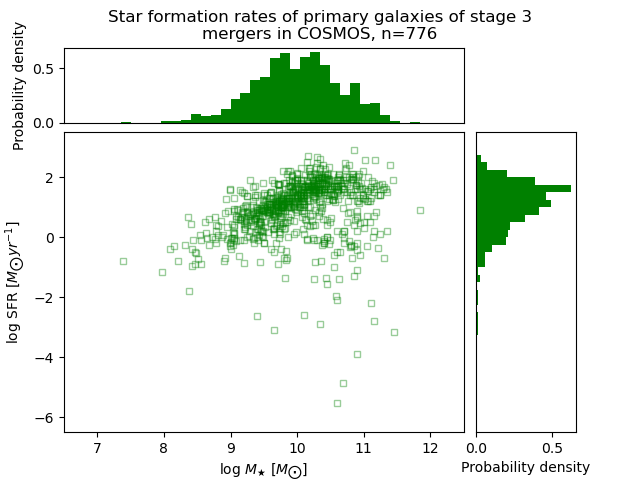 Star formation rates of primary galaxies of stage 3
mergers in COSMOS, n=776
Probability density
0.5
0.0
log SFR [M⨀yr⁻¹]
2
0
−2
−4
−6
7 8 9 10 11 12
log M★ [M⨀]
0.0 0.5
Probability density